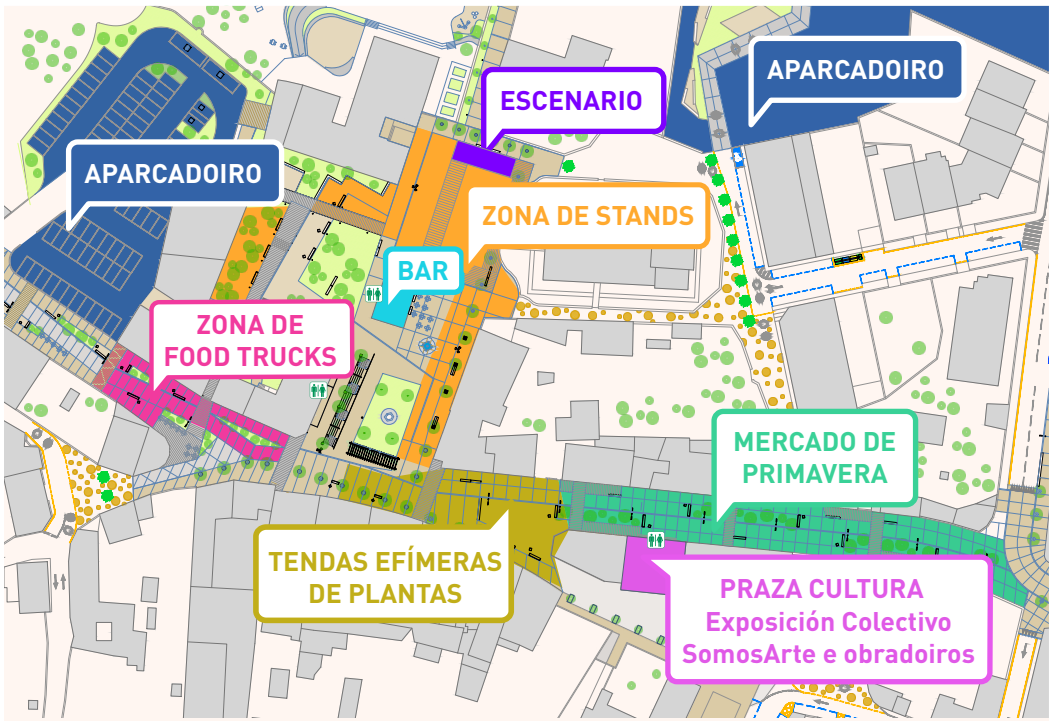 ESCENARIO
APARCADOIRO
APARCADOIRO
ZONA DE STANDS
BAR
ZONA DE
FOOD TRUCKS
MERCADO DE
PRIMAVERA
TENDAS EFÍMERAS
DE PLANTAS
PRAZA CULTURA
Exposición Colectivo
SomosArte e obradoiros